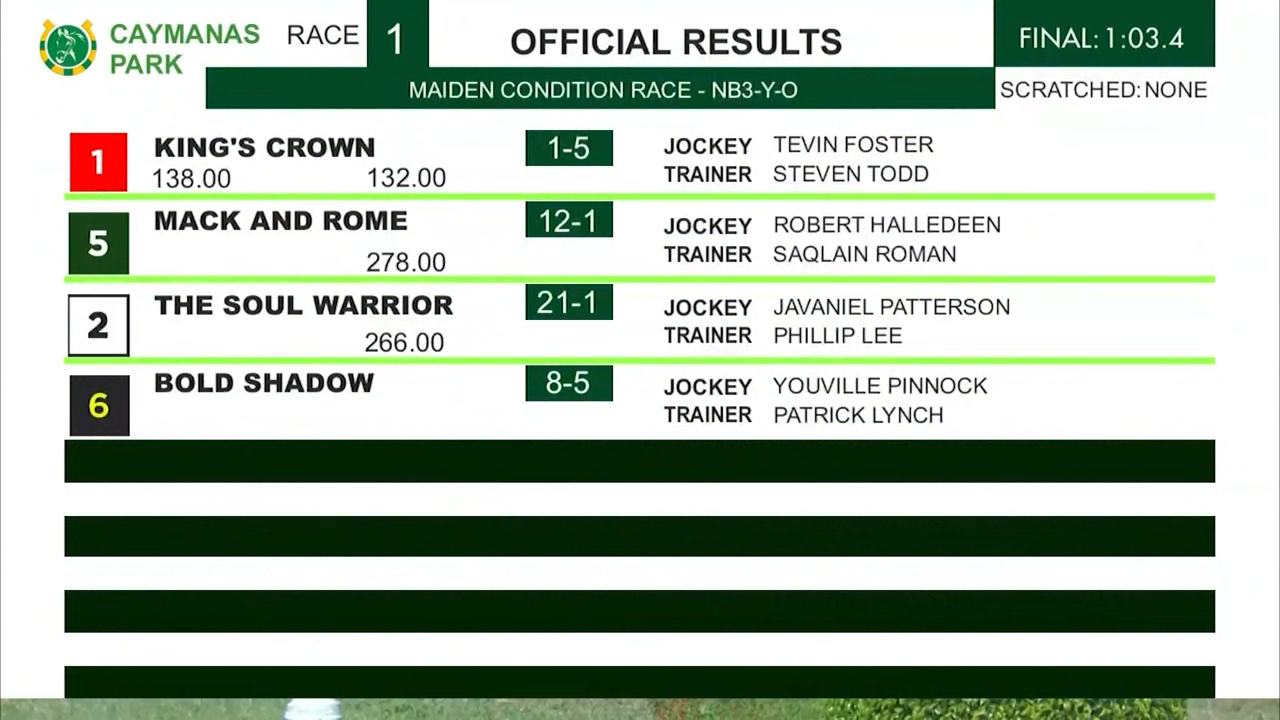 CAYMANAS PARK
RACE 1
OFFICIAL RESULTS
FINAL: 1:03.4
MAIDEN CONDITION RACE - NB3-Y-O
SCRATCHED: NONE
1 KING'S CROWN 1-5 JOCKEY TEVIN FOSTER
138.00 132.00 TRAINER STEVEN TODD
5 MACK AND ROME 12-1 JOCKEY ROBERT HALLEDEEN
278.00 TRAINER SAQLAIN ROMAN
2 THE SOUL WARRIOR 21-1 JOCKEY JAVANIEL PATTERSON
266.00 TRAINER PHILLIP LEE
6 BOLD SHADOW 8-5 JOCKEY YOUVILLE PINNOCK
TRAINER PATRICK LYNCH